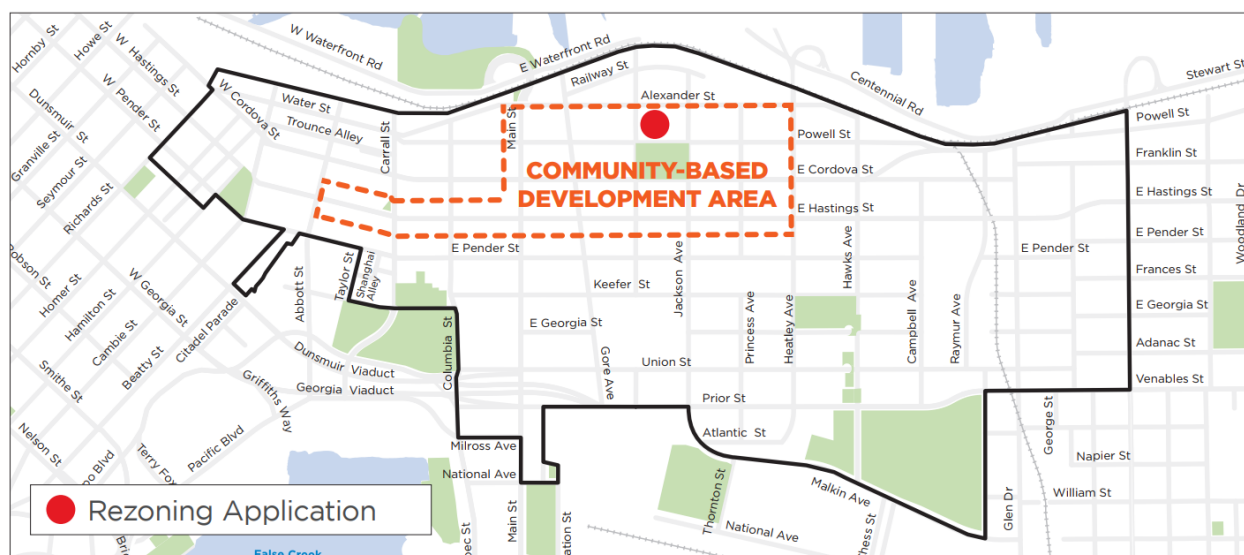 Hornby St
Howe St
W Hastings St
W Pender St
Dunsmuir St
Granville St
Seymour St
Richards St
Robson St
Homer St
Hamilton St
Cambie St
Beatty St
Citadel Parade
W Georgia St
Smithe St
Nelson St
Terry Fox
Pacific Blvd
Griffiths Way
W Waterfront Rd
E Waterfront Rd
Railway St
Alexander St
Centennial Rd
Stewart St
W Cordova St
Water St
Trounce Alley
Carrall St
Main St
Powell St
Powell St
COMMUNITY-BASED
DEVELOPMENT AREA
E Cordova St
Franklin St
E Hastings St
E Hastings St
E Pender St
E Pender St
E Pender St
Woodland Dr
Abbott St
Taylor St
Shanghai
Alley
Keefer St
Jackson Ave
Hawks Ave
Frances St
E Georgia St
E Georgia St
Columbia St
Princess Ave
Heatley Ave
Campbell Ave
Raymur Ave
Adanac St
Dunsmuir Viaduct
Georgia Viaduct
Gore Ave
Union St
Venables St
Prior St
Atlantic St
Milross Ave
National Ave
Main St
Thornton St
National Ave
Malkin Ave
Glen Dr
George St
Napier St
William St
Rezoning Application
False Creek